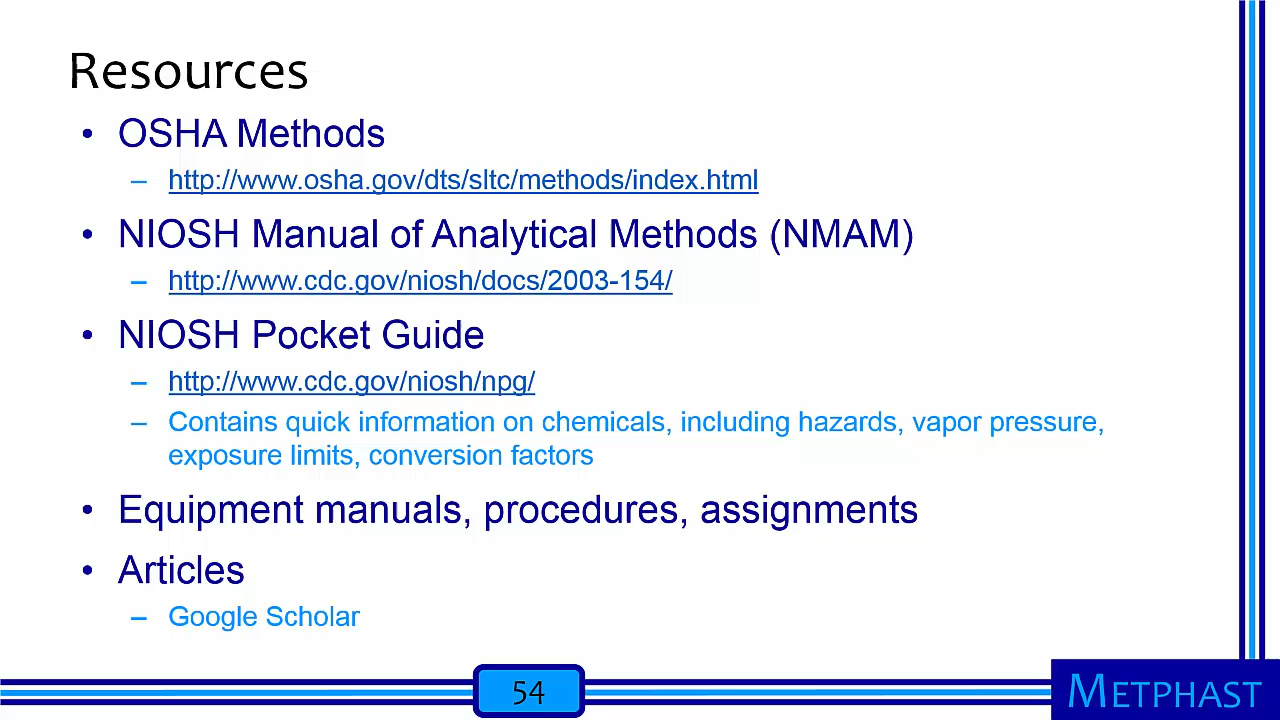 Resources
• OSHA Methods
– http://www.osha.gov/dts/sltc/methods/index.html
• NIOSH Manual of Analytical Methods (NMAM)
– http://www.cdc.gov/niosh/docs/2003-154/
• NIOSH Pocket Guide
– http://www.cdc.gov/niosh/npg/
– Contains quick information on chemicals, including hazards, vapor pressure,
exposure limits, conversion factors
• Equipment manuals, procedures, assignments
• Articles
– Google Scholar
54
METPHAST